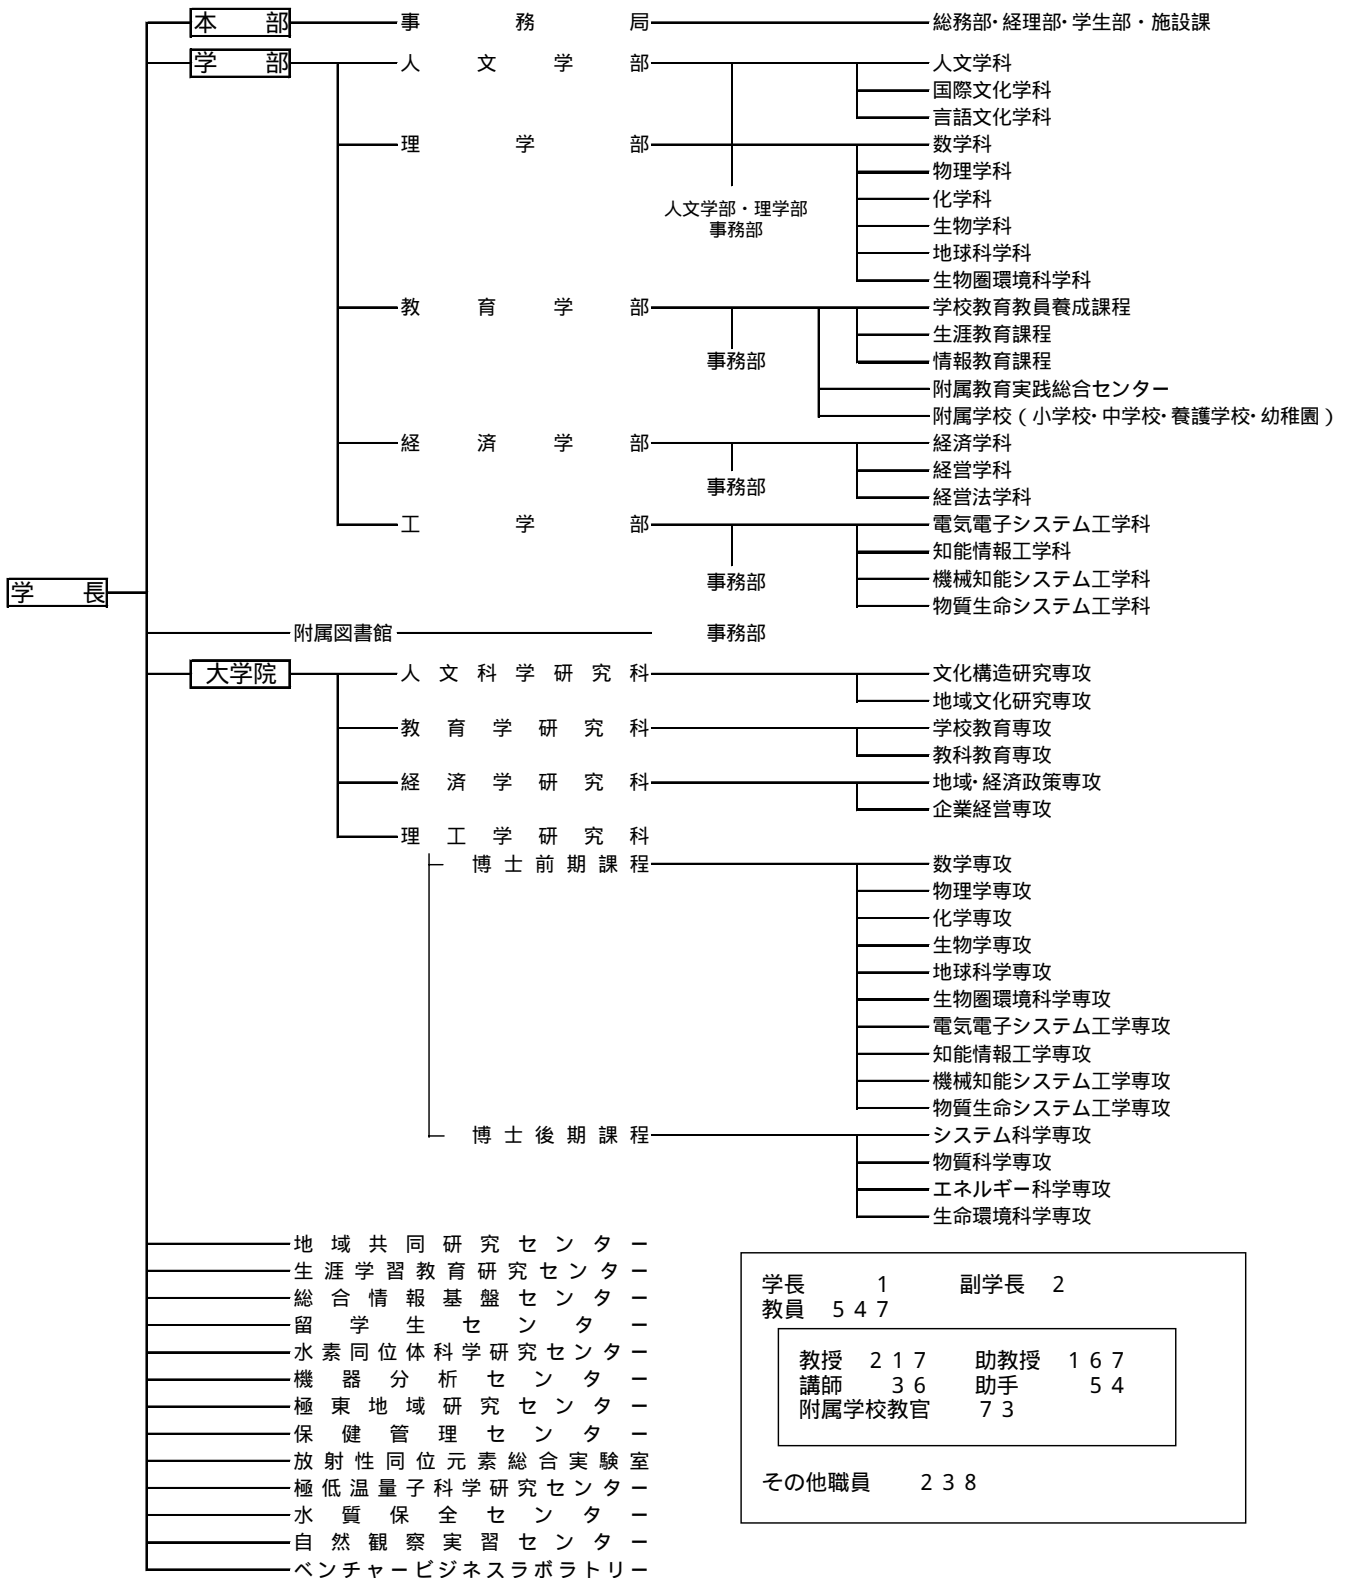 本 部 事 務 局 総務部・経理部・学生部・施設課
学 部 人 文 学 部 人文学科
国際文化学科
言語文化学科
理 学 部 数学科
物理学科
化学科
人文学部・理学部
事務部
生物学科
地球科学科
生物圏環境科学科
教 育 学 部 学校教育教員養成課程
生涯教育課程
事務部 情報教育課程
附属教育実践総合センター
附属学校(小学校・中学校・養護学校・幼稚園)
経 済 学 部 経済学科
経営学科
事務部
経営法学科
工 学 部 電気電子システム工学科
知能情報工学科
事務部 機械知能システム工学科
学 長
物質生命システム工学科
附属図書館 事務部
大学院 人 文 科 学 研 究 科 文化構造研究専攻
地域文化研究専攻
教 育 学 研 究 科 学校教育専攻
教科教育専攻
経 済 学 研 究 科 地域・経済政策専攻
企業経営専攻
理 工 学 研 究 科
博 士 前 期 課 程 数学専攻
物理学専攻
化学専攻
生物学専攻
地球科学専攻
生物圏環境科学専攻
電気電子システム工学専攻
知能情報工学専攻
機械知能システム工学専攻
物質生命システム工学専攻
博 士 後 期 課 程 システム科学専攻
物質科学専攻
エネルギー科学専攻
生命環境科学専攻
地 域 共 同 研 究 セ ン タ ー
生 涯 学 習 教 育 研 究 セ ン タ ー
総 合 情 報 基 盤 セ ン タ ー
留 学 生 セ ン タ ー
水 素 同 位 体 科 学 研 究 セ ン タ ー
機 器 分 析 セ ン タ ー
極 東 地 域 研 究 セ ン タ ー
保 健 管 理 セ ン タ ー
放 射 性 同 位 元 素 総 合 実 験 室
極 低 温 量 子 科 学 研 究 セ ン タ ー
水 質 保 全 セ ン タ ー
自 然 観 察 実 習 セ ン タ ー
ベ ン チ ャ ー ビ ジ ネ ス ラ ボ ラ ト リ ー
学長 1 副学長 2
教員 5 4 7
教授 2 1 7 助教授 1 6 7
講師 3 6 助手 5 4
附属学校教官 7 3
その他職員 2 3 8